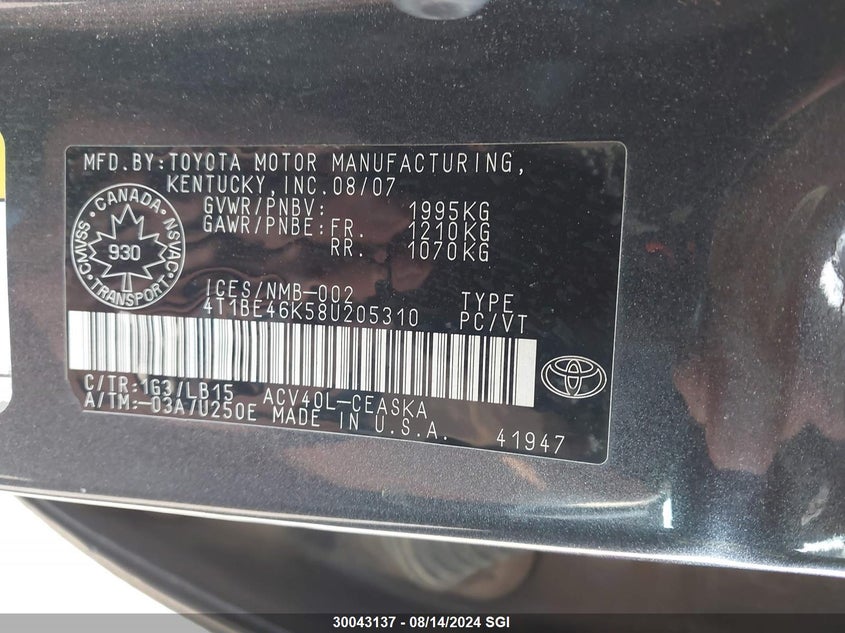 MFD.BY:TOYOTA MOTOR MANUFACTURING,
KENTUCKY,INC.08/07
GVWR/PNBV: 1995KG
GAWR/PNBE:FR. 1210KG
RR. 1070KG
CANADA NSVAC TRANSPORT CMVSS
930
ICES/NMB-002 TYPE
4T1BE46K58U205310 PC/VT
C/TR:1G3/LB15 ACV40L-CEASKA
A/TM:-03A/U250E MADE IN U.S.A. 41947
30043137 - 08/14/2024 SGI